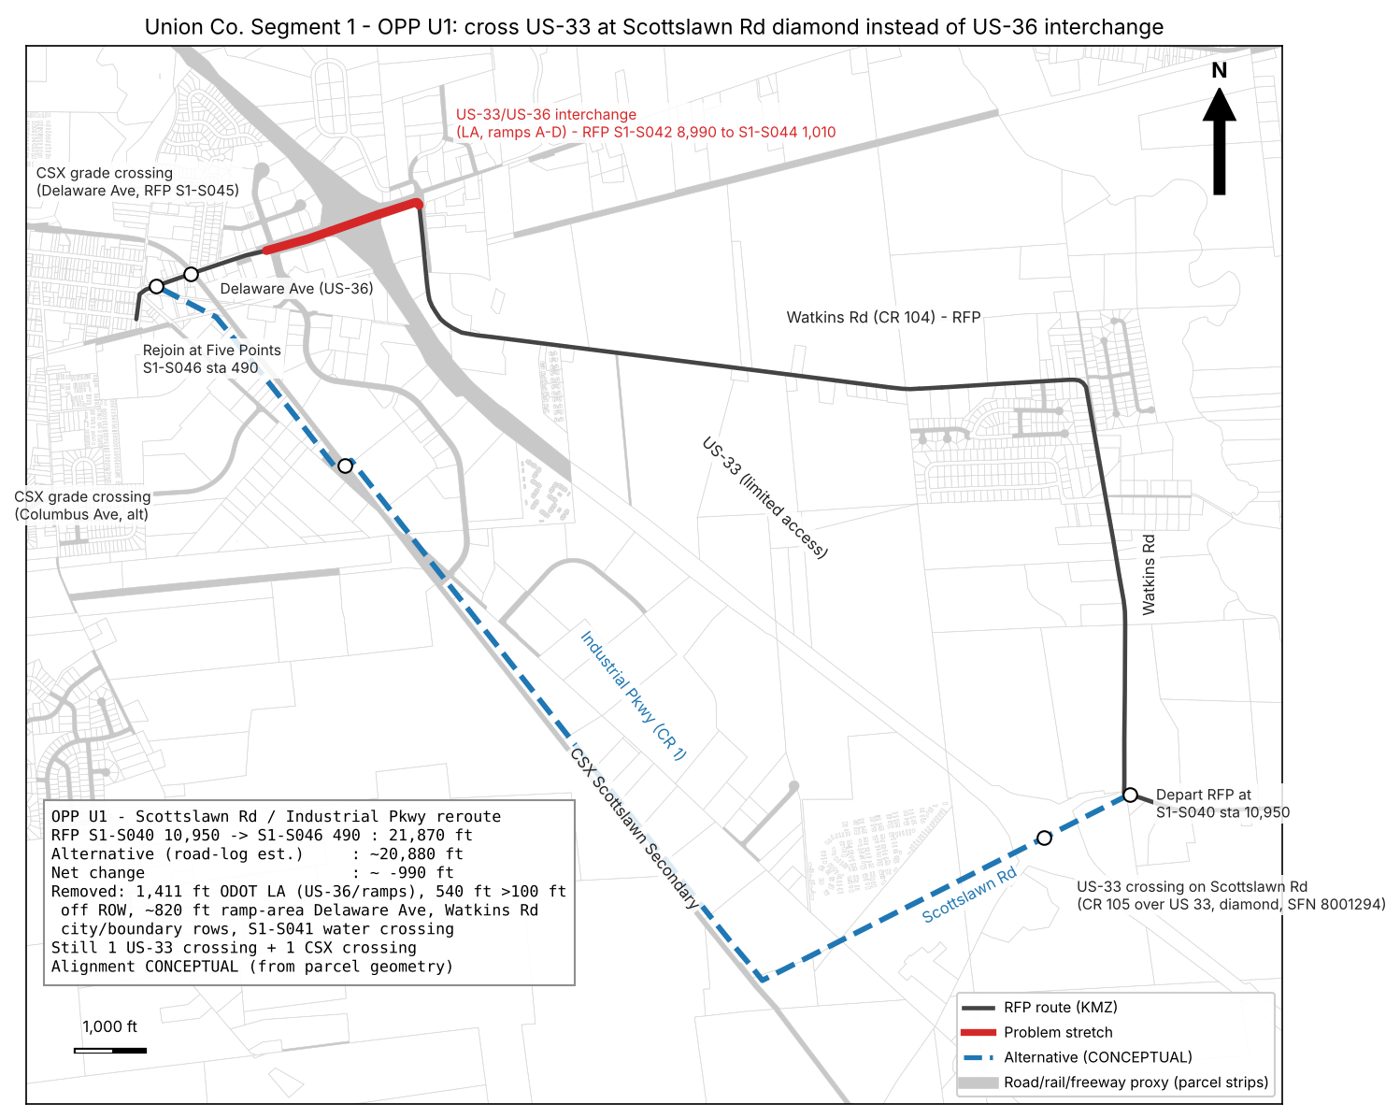 Union Co. Segment 1 - OPP U1: cross US-33 at Scottslawn Rd diamond instead of US-36 interchange
N
US-33/US-36 interchange
(LA, ramps A-D) - RFP S1-S042 8,990 to S1-S044 1,010
CSX grade crossing
(Delaware Ave, RFP S1-S045)
Delaware Ave (US-36)
Watkins Rd (CR 104) - RFP
Rejoin at Five Points
S1-S046 sta 490
US-33 (limited access)
CSX grade crossing
(Columbus Ave, alt)
Watkins Rd
Industrial Pkwy (CR 1)
CSX Scottslawn Secondary
Depart RFP at
S1-S040 sta 10,950
Scottslawn Rd
US-33 crossing on Scottslawn Rd
(CR 105 over US 33, diamond, SFN 8001294)
OPP U1 - Scottslawn Rd / Industrial Pkwy reroute
RFP S1-S040 10,950 -> S1-S046 490 : 21,870 ft
Alternative (road-log est.) : ~20,880 ft
Net change : ~ -990 ft
Removed: 1,411 ft ODOT LA (US-36/ramps), 540 ft >100 ft
off ROW, ~820 ft ramp-area Delaware Ave, Watkins Rd
city/boundary rows, S1-S041 water crossing
Still 1 US-33 crossing + 1 CSX crossing
Alignment CONCEPTUAL (from parcel geometry)
1,000 ft
RFP route (KMZ)
Problem stretch
Alternative (CONCEPTUAL)
Road/rail/freeway proxy (parcel strips)